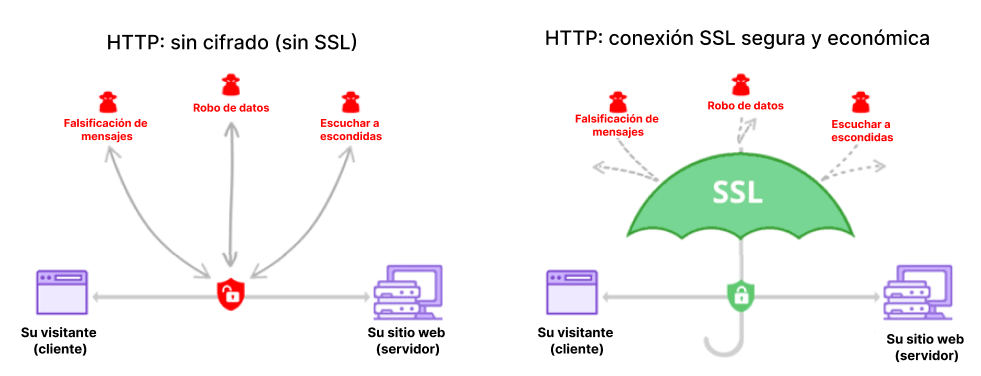 HTTP: sin cifrado (sin SSL)
Robo de datos
Falsificación de
mensajes
Escuchar a
escondidas
Su visitante
(cliente)
Su sitio web
(servidor)
HTTP: conexión SSL segura y económica
Robo de datos
Falsificación de
mensajes
Escuchar a
escondidas
SSL
Su visitante
(cliente)
Su sitio web
(servidor)